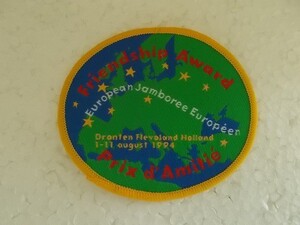 Friendship Award
European Jamboree Européen
Dronten Flevoland Holland
1-11 august 1994
Prix d'Amitié